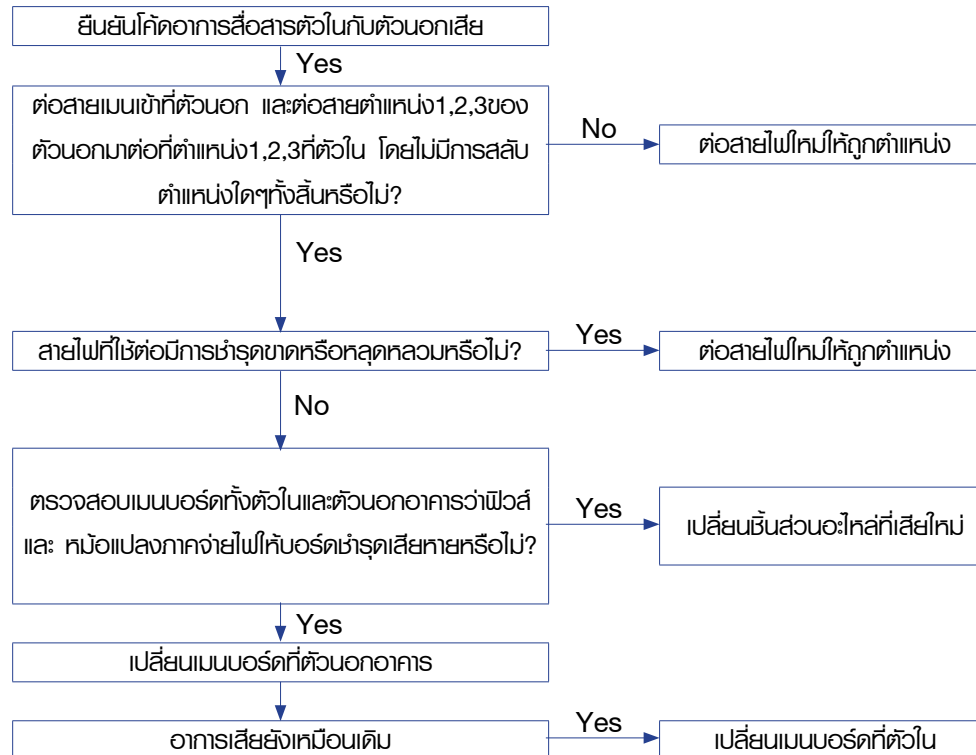 ยืนยันโค้ดอาการสื่อสารตัวในกับตัวนอกเสีย
Yes
ต่อสายเมนเข้าที่ตัวนอก และต่อสายตำแหน่ง1,2,3ของ
ตัวนอกมาต่อที่ตำแหน่ง1,2,3ที่ตัวใน โดยไม่มีการสลับ
ตำแหน่งใดๆทั้งสิ้นหรือไม่?
No
ต่อสายไฟใหม่ให้ถูกตำแหน่ง
Yes
สายไฟที่ใช้ต่อมีการชำรุดขาดหรือหลุดหลวมหรือไม่?
Yes
ต่อสายไฟใหม่ให้ถูกตำแหน่ง
No
ตรวจสอบเมนบอร์ดทั้งตัวในและตัวนอกอาคารว่าฟิวส์
และ หม้อแปลงภาคจ่ายไฟให้บอร์ดชำรุดเสียหายหรือไม่?
Yes
เปลี่ยนชิ้นส่วนอะไหล่ที่เสียใหม่
Yes
เปลี่ยนเมนบอร์ดที่ตัวนอกอาคาร
อาการเสียยังเหมือนเดิม
Yes
เปลี่ยนเมนบอร์ดที่ตัวใน